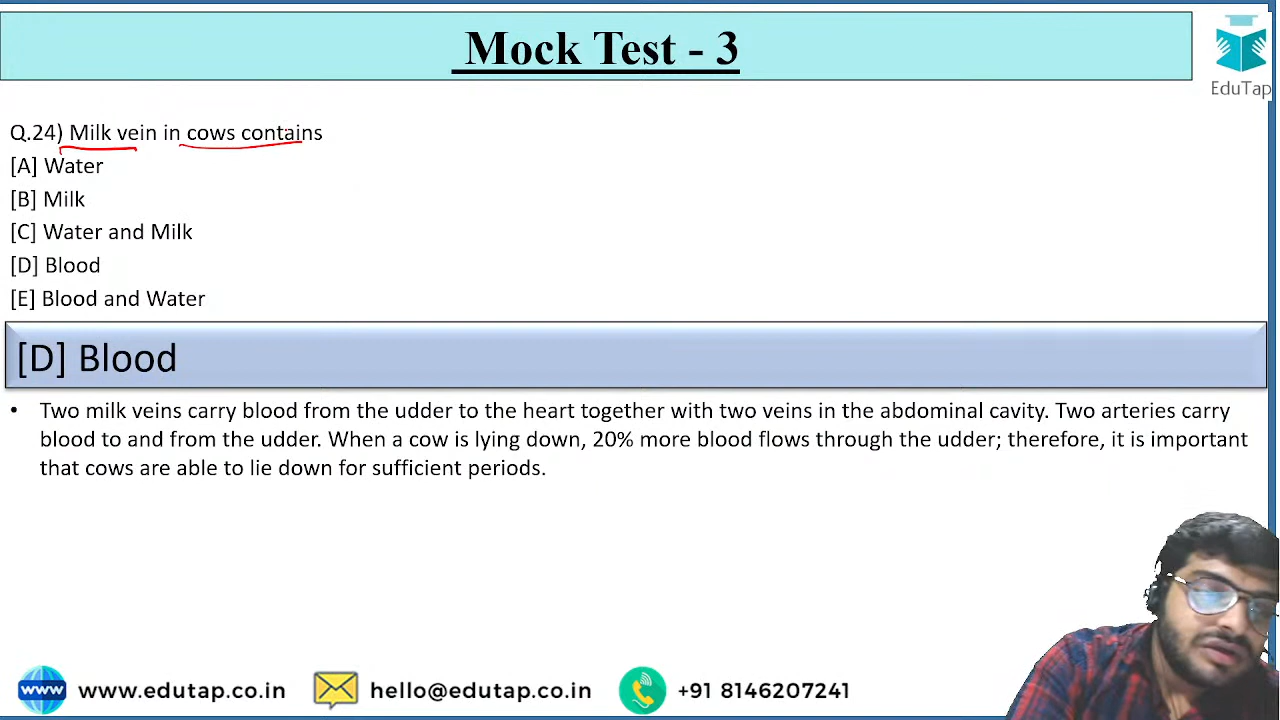 Mock Test - 3
EduTap
Q.24) Milk vein in cows contains
[A] Water
[B] Milk
[C] Water and Milk
[D] Blood
[E] Blood and Water
[D] Blood
• Two milk veins carry blood from the udder to the heart together with two veins in the abdominal cavity. Two arteries carry
blood to and from the udder. When a cow is lying down, 20% more blood flows through the udder; therefore, it is important
that cows are able to lie down for sufficient periods.
www www.edutap.co.in hello@edutap.co.in +91 8146207241